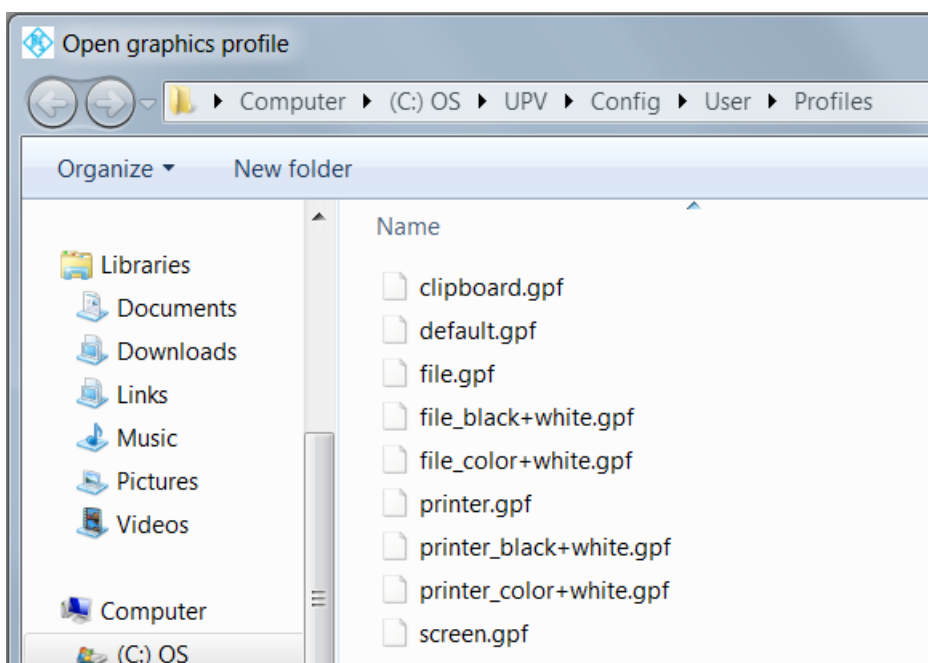 Open graphics profile
Computer (C:) OS UPV Config User Profiles
Organize New folder
Libraries
Documents
Downloads
Links
Music
Pictures
Videos
Computer
(C:) OS
Name
clipboard.gpf
default.gpf
file.gpf
file_black+white.gpf
file_color+white.gpf
printer.gpf
printer_black+white.gpf
printer_color+white.gpf
screen.gpf